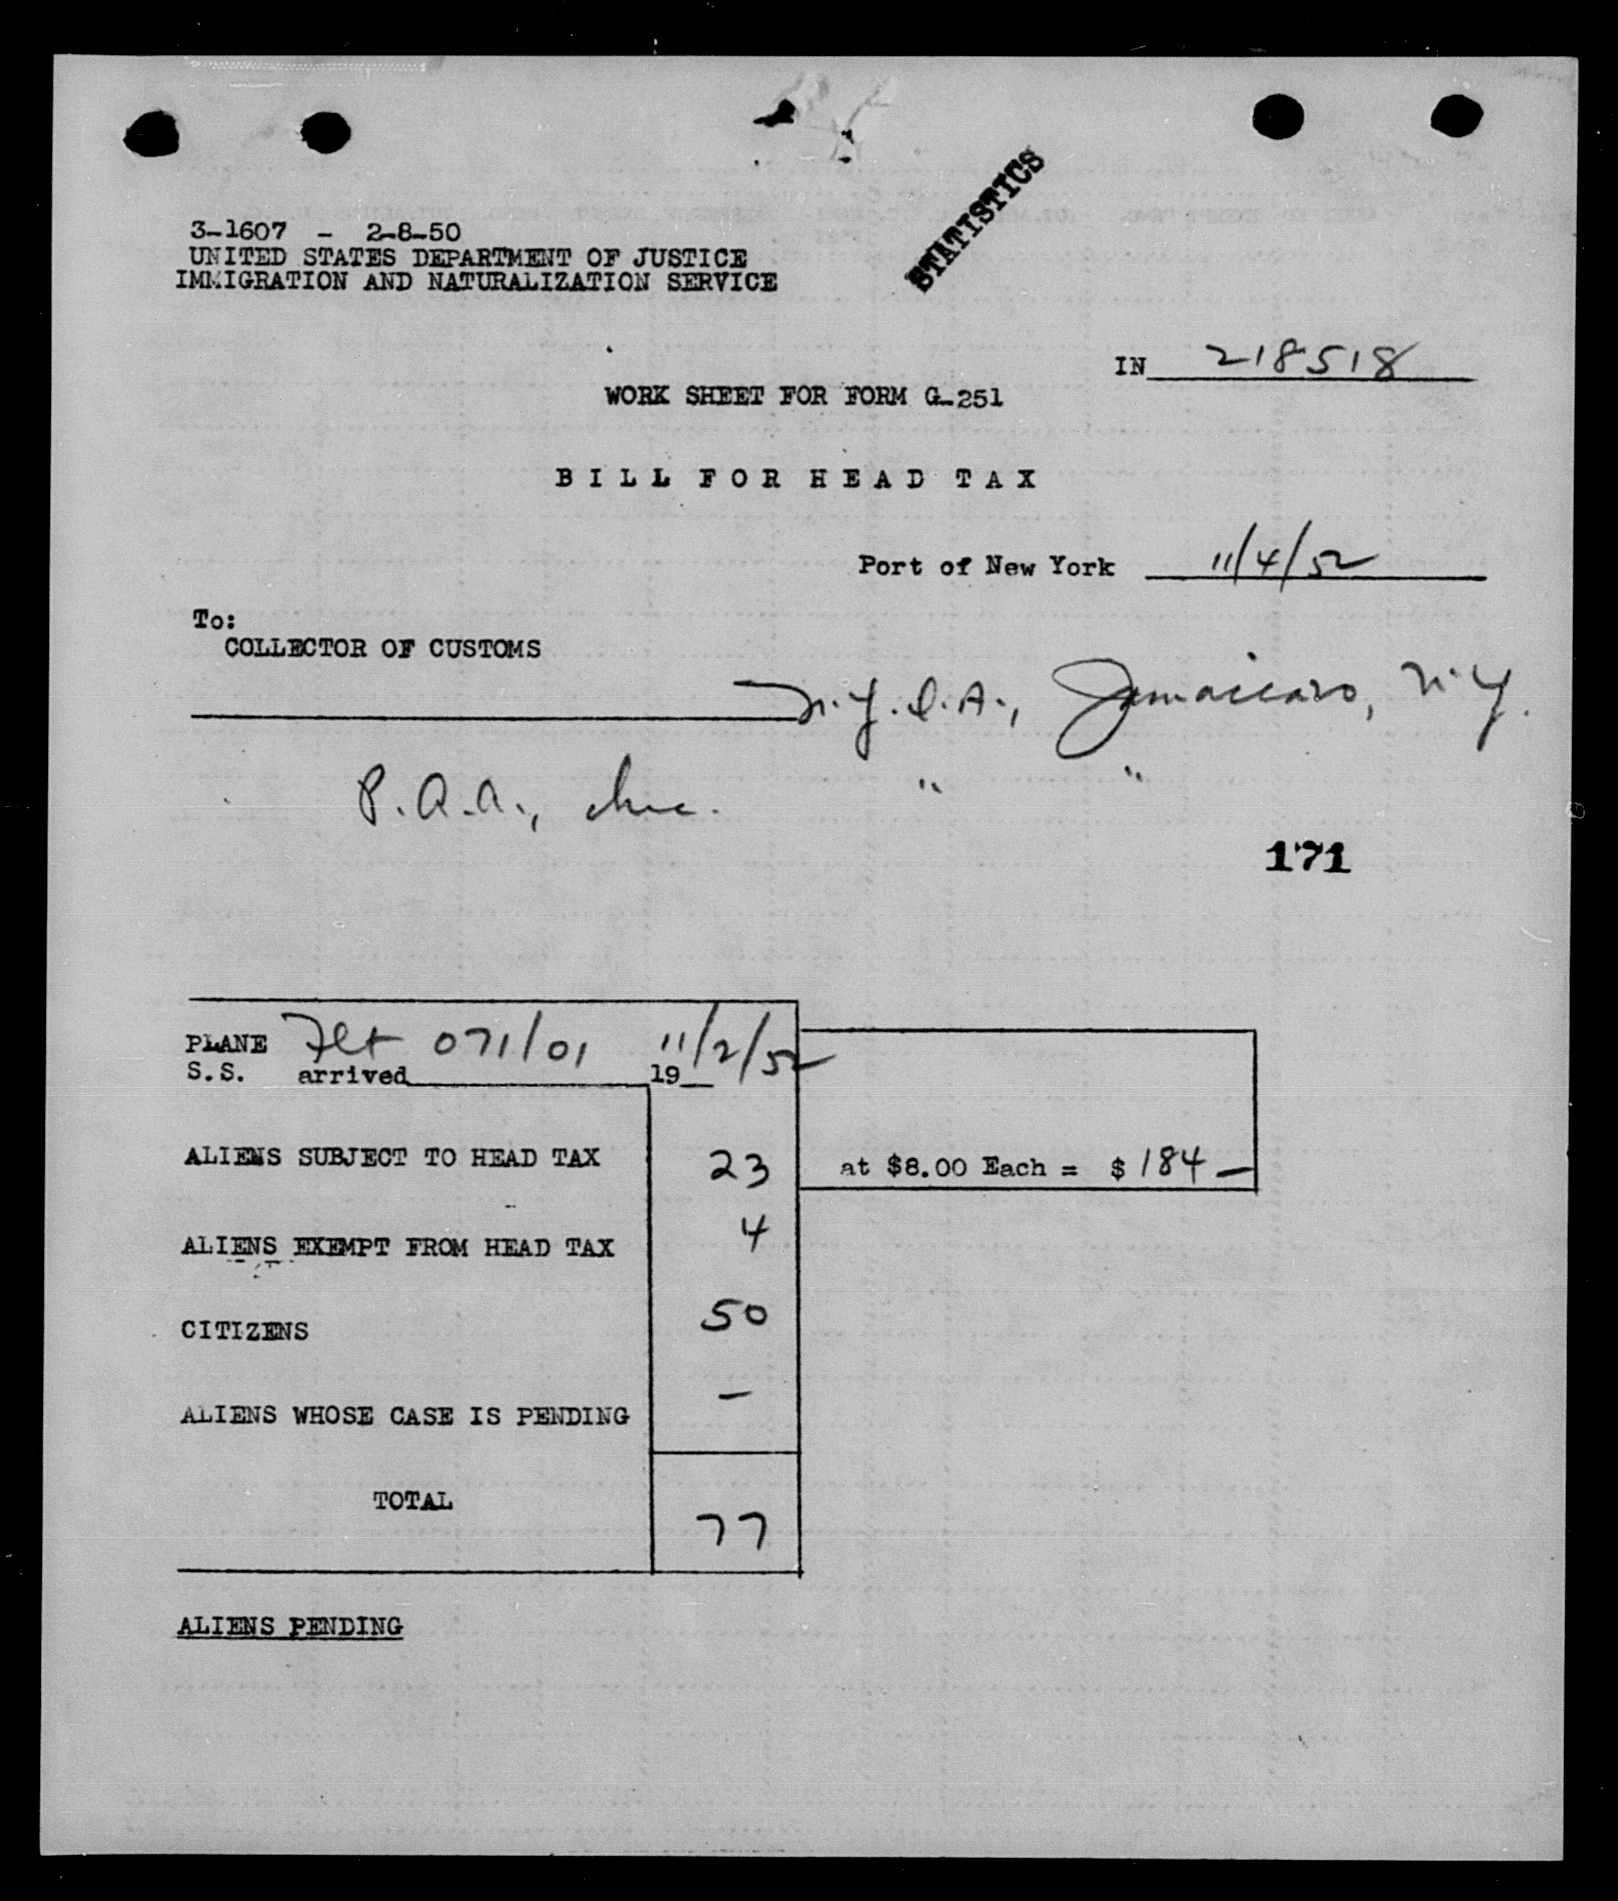 STATISTICS
3-1607 - 2-8-50
UNITED STATES DEPARTMENT OF JUSTICE
IMMIGRATION AND NATURALIZATION SERVICE
IN 218518
WORK SHEET FOR FORM G-251
BILL FOR HEAD TAX
Port of New York 11/4/52
To:
COLLECTOR OF CUSTOMS
N.Y.I.A., N.Y.
P.A.A., Inc. " "
171
PLANE Flt 071/01 11/2/52
S.S. arrived 19
ALIENS SUBJECT TO HEAD TAX 23 at $8.00 Each = $ 184 —
ALIENS EXEMPT FROM HEAD TAX 4
CITIZENS 50
ALIENS WHOSE CASE IS PENDING —
TOTAL 77
ALIENS PENDING